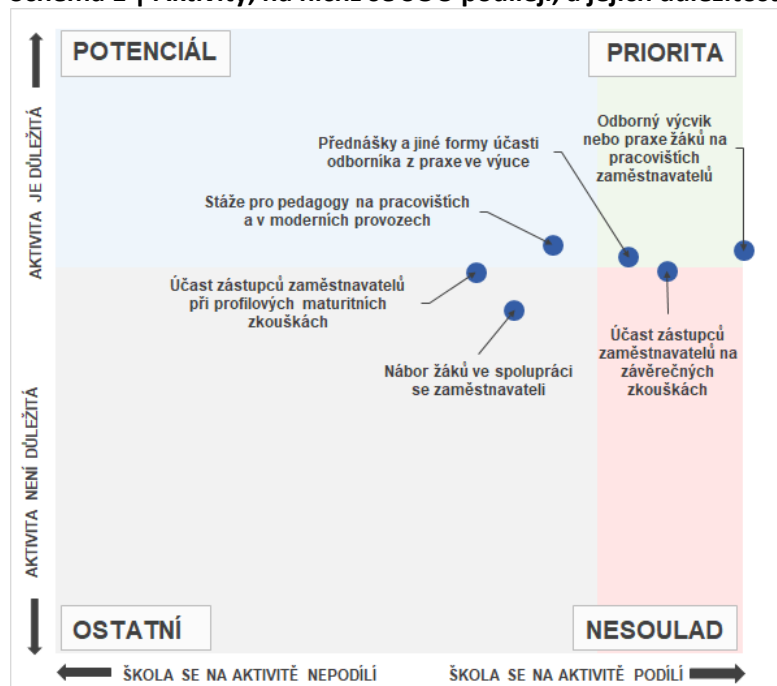 POTENCIÁL
PRIORITA
AKTIVITA JE DŮLEŽITÁ
Odborný výcvik
nebo praxe žáků na
pracovištích
zaměstnavatelů
Přednášky a jiné formy účasti
odborníka z praxe ve výuce
Stáže pro pedagogy na pracovištích
a v moderních provozech
Účast zástupců zaměstnavatelů
při profilových maturitních
zkouškách
Účast zástupců
zaměstnavatelů na
závěrečných
zkouškách
Nábor žáků ve spolupráci
se zaměstnavateli
AKTIVITA NENÍ DŮLEŽITÁ
OSTATNÍ
NESOULAD
ŠKOLA SE NA AKTIVITĚ NEPODÍLÍ
ŠKOLA SE NA AKTIVITĚ PODÍLÍ